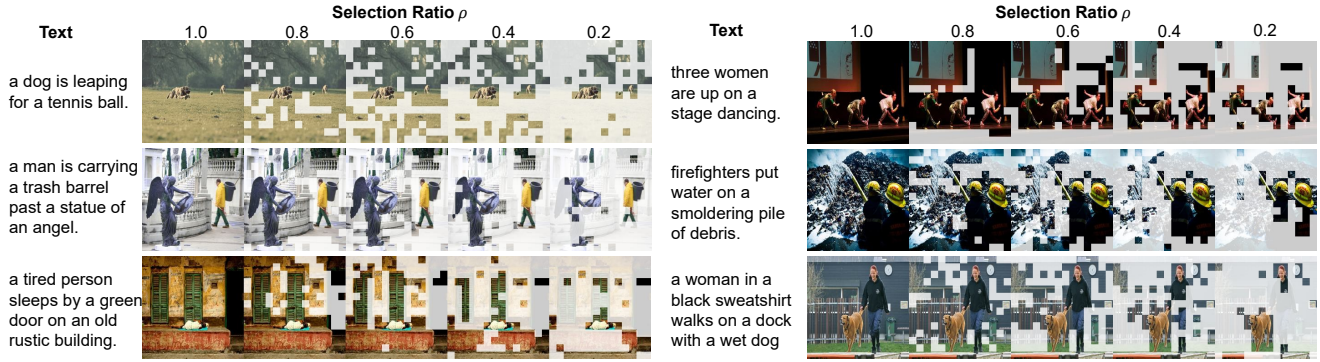 Selection Ratio ρ
Text
1.0 0.8 0.6 0.4 0.2
a dog is leaping
for a tennis ball.
a man is carrying
a trash barrel
past a statue of
an angel.
a tired person
sleeps by a green
door on an old
rustic building.
Selection Ratio ρ
Text
1.0 0.8 0.6 0.4 0.2
three women
are up on a
stage dancing.
firefighters put
water on a
smoldering pile
of debris.
a woman in a
black sweatshirt
walks on a dock
with a wet dog